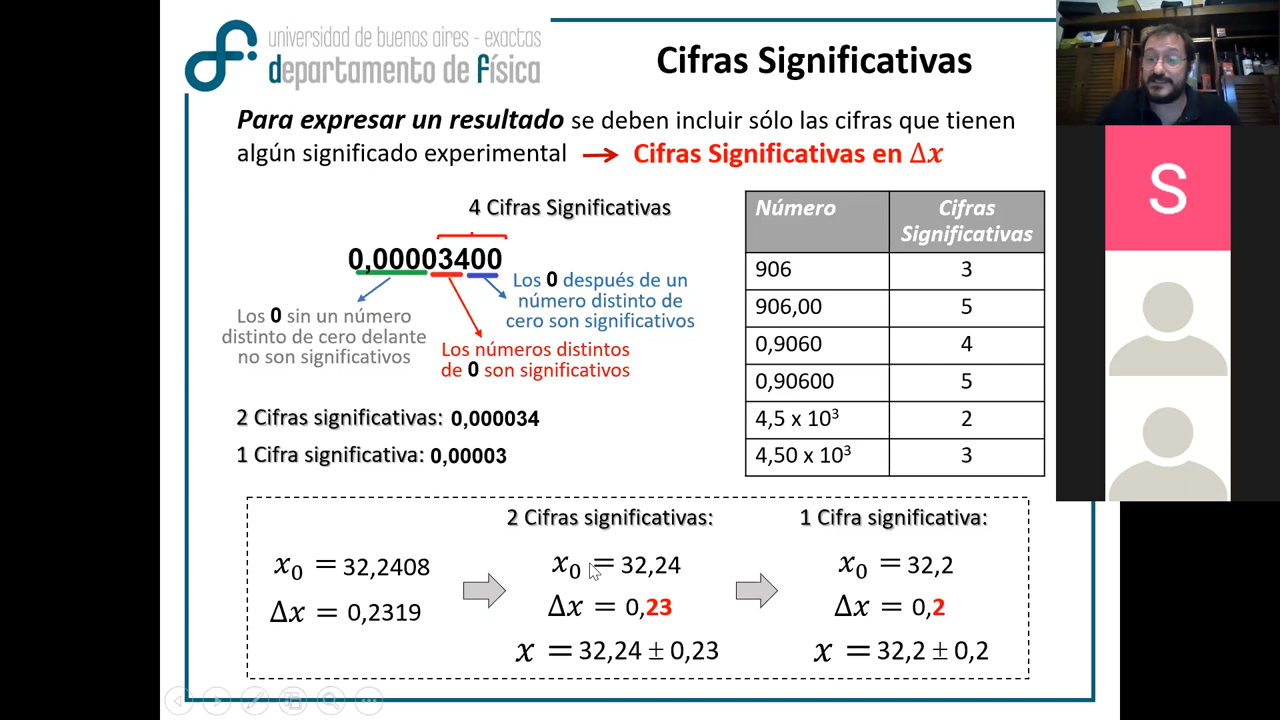 universidad de buenos aires - exactas
departamento de física
Cifras Significativas
Para expresar un resultado se deben incluir sólo las cifras que tienen
algún significado experimental → Cifras Significativas en Δx
4 Cifras Significativas
0,00003400
Los 0 después de un
número distinto de
cero son significativos
Los 0 sin un número
distinto de cero delante
no son significativos
Los números distintos
de 0 son significativos
2 Cifras significativas: 0,000034
1 Cifra significativa: 0,00003
Número Cifras Significativas
906 3
906,00 5
0,9060 4
0,90600 5
4,5 x 10³ 2
4,50 x 10³ 3
x₀ = 32,2408
Δx = 0,2319
2 Cifras significativas:
x₀ = 32,24
Δx = 0,23
x = 32,24 ± 0,23
1 Cifra significativa:
x₀ = 32,2
Δx = 0,2
x = 32,2 ± 0,2
S